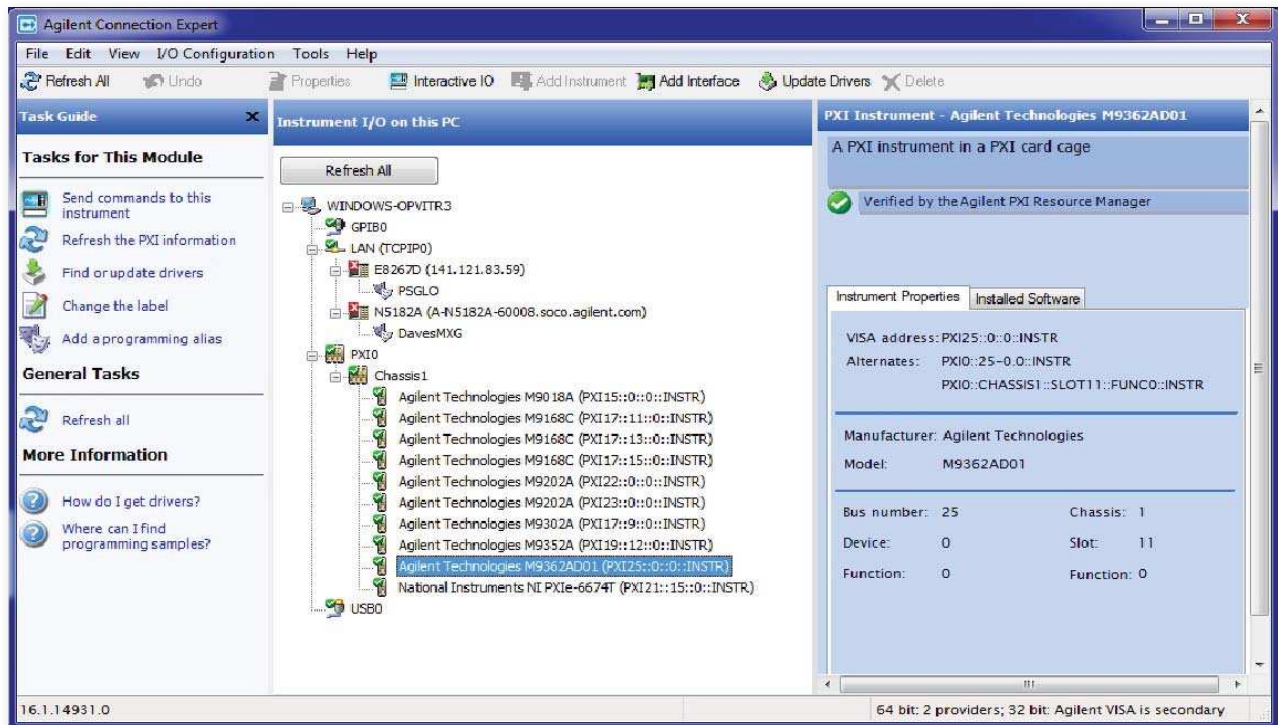 Agilent Connection Expert
File Edit View I/O Configuration Tools Help
Refresh All Undo Properties Interactive IO Add Instrument Add Interface Update Drivers Delete
Task Guide
Tasks for This Module
Send commands to this
instrument
Refresh the PXI information
Find or update drivers
Change the label
Add a programming alias
General Tasks
Refresh all
More Information
How do I get drivers?
Where can I find
programming samples?
Instrument I/O on this PC
Refresh All
WINDOWS-OPVITR3
GPIB0
LAN (TCPIP0)
E8267D (141.121.83.59)
PSGLO
N5182A (A-N5182A-60008.soco.agilent.com)
DavesMXG
PXI0
Chassis1
Agilent Technologies M9018A (PXI15::0::0::INSTR)
Agilent Technologies M9168C (PXI17::11::0::INSTR)
Agilent Technologies M9168C (PXI17::13::0::INSTR)
Agilent Technologies M9168C (PXI17::15::0::INSTR)
Agilent Technologies M9202A (PXI22::0::0::INSTR)
Agilent Technologies M9202A (PXI23::0::0::INSTR)
Agilent Technologies M9302A (PXI17::9::0::INSTR)
Agilent Technologies M9352A (PXI19::12::0::INSTR)
Agilent Technologies M9362AD01 (PXI25::0::0::INSTR)
National Instruments NI PXIe-6674T (PXI21::15::0::INSTR)
USB0
PXI Instrument - Agilent Technologies M9362AD01
A PXI instrument in a PXI card cage
Verified by the Agilent PXI Resource Manager
Instrument Properties Installed Software
VISA address: PXI25::0::0::INSTR
Alternates: PXI0::25-0.0::INSTR
PXI0::CHASSIS1::SLOT11::FUNC0::INSTR
Manufacturer: Agilent Technologies
Model: M9362AD01
Bus number: 25 Chassis: 1
Device: 0 Slot: 11
Function: 0 Function: 0
16.1.14931.0
64 bit: 2 providers; 32 bit: Agilent VISA is secondary